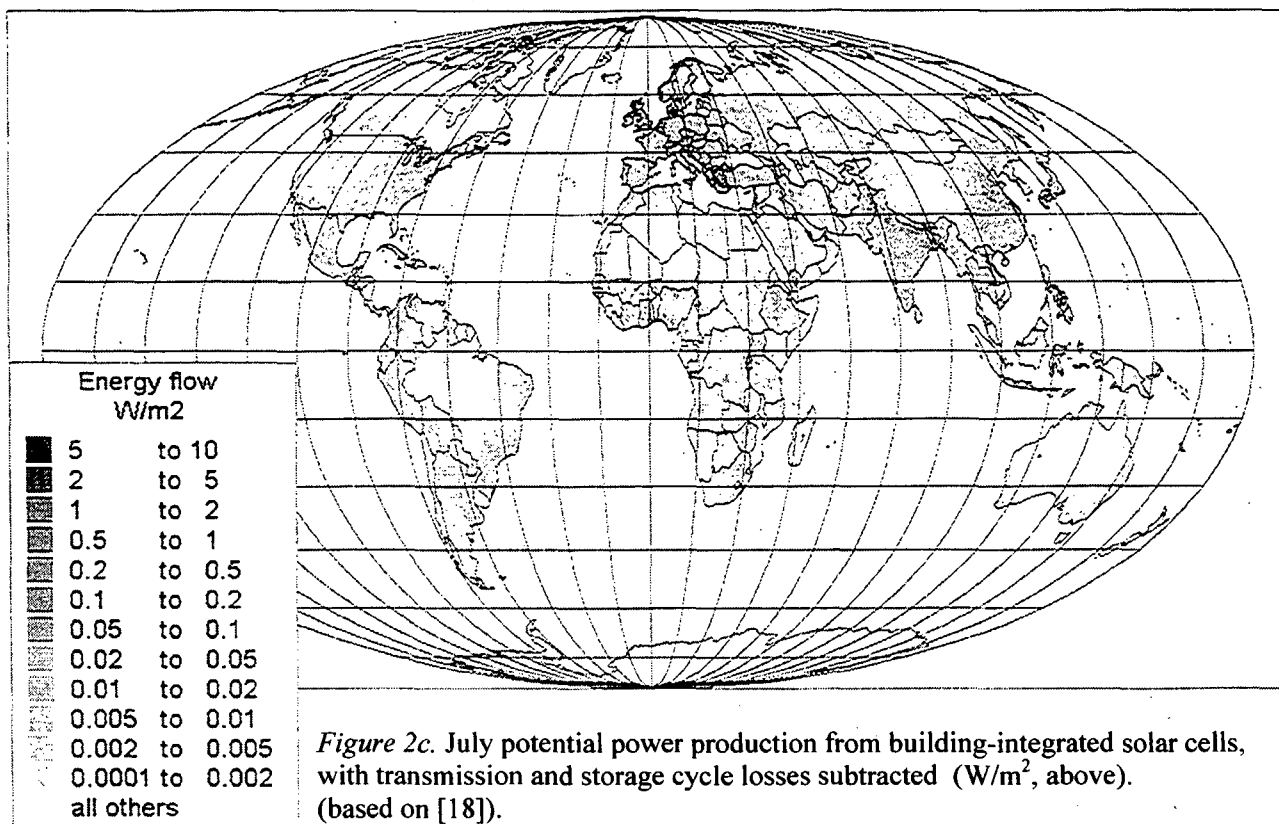 Energy flow
W/m2
5 to 10
2 to 5
1 to 2
0.5 to 1
0.2 to 0.5
0.1 to 0.2
0.05 to 0.1
0.02 to 0.05
0.01 to 0.02
0.005 to 0.01
0.002 to 0.005
0.0001 to 0.002
all others
Figure 2c. July potential power production from building-integrated solar cells,
with transmission and storage cycle losses subtracted (W/m², above).
(based on [18]).